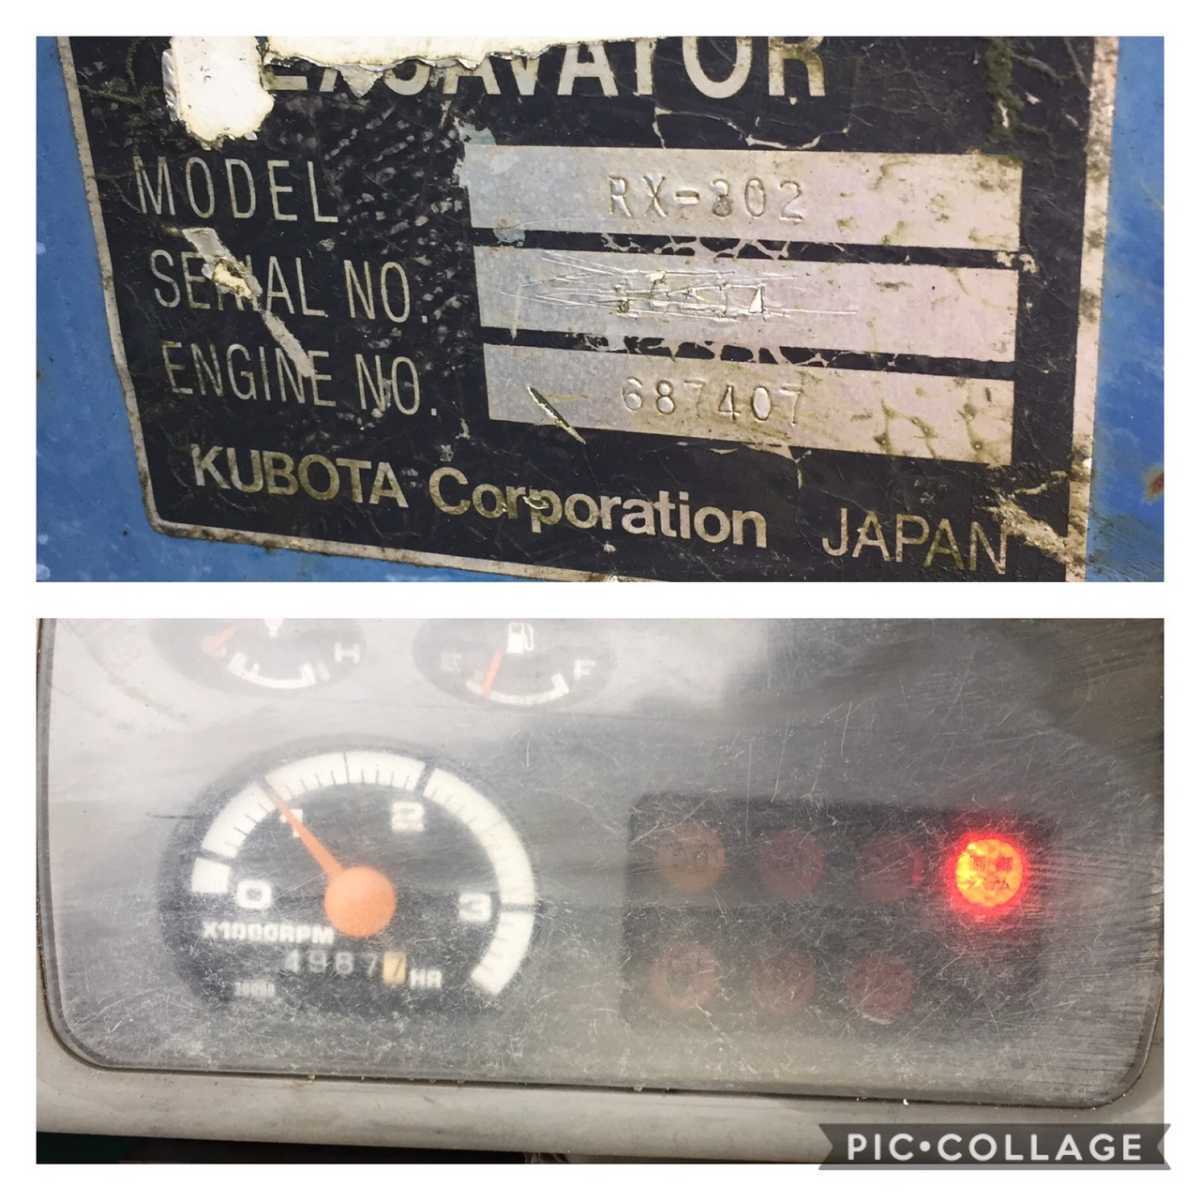 EXCAVATOR
MODEL RX-302
SERIAL NO.
ENGINE NO. 687407
KUBOTA Corporation JAPAN
H
E F
1 2
0 3
X1000RPM
49877 HR
PIC•COLLAGE